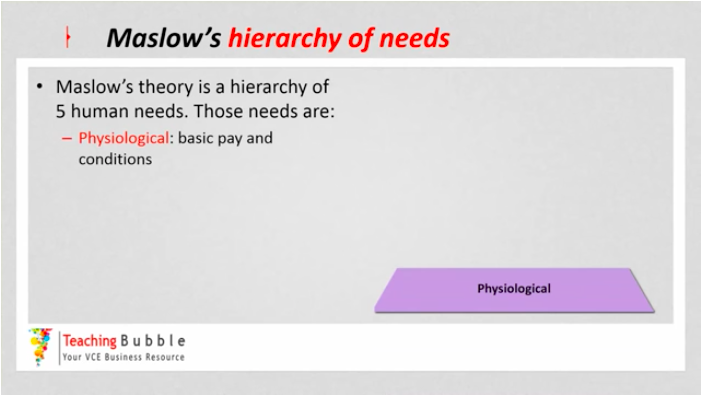 Maslow’s hierarchy of needs
• Maslow’s theory is a hierarchy of
5 human needs. Those needs are:
– Physiological: basic pay and
conditions
Physiological
Teaching Bubble
Your VCE Business Resource